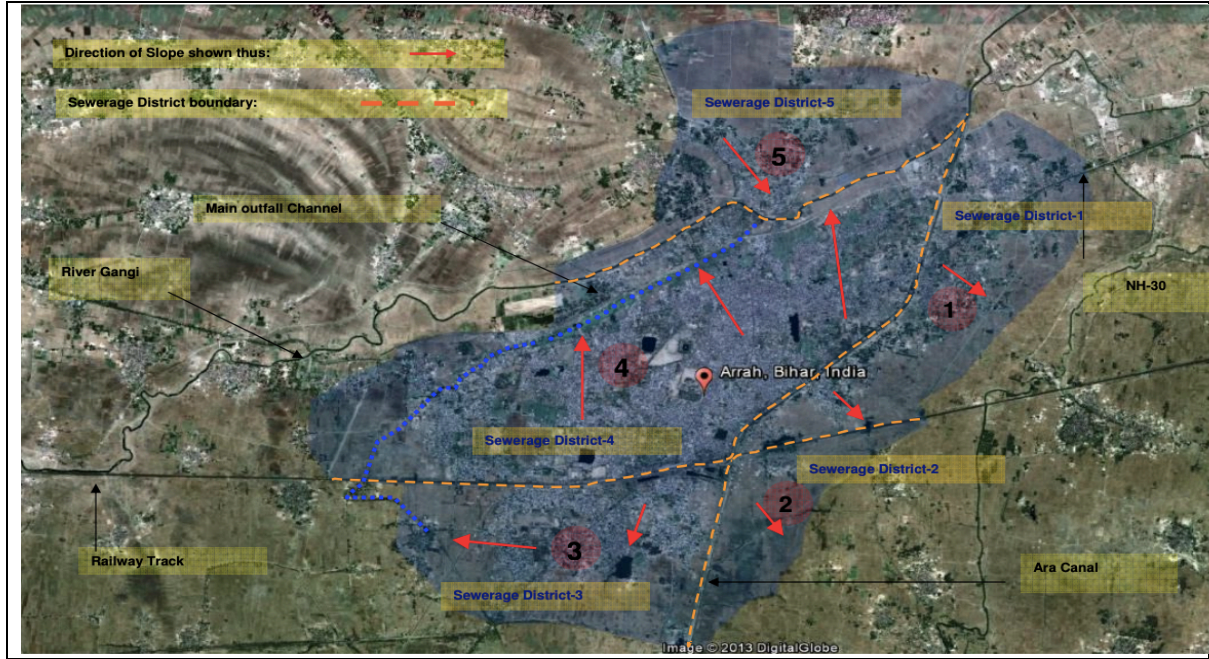 Direction of Slope shown thus:
Sewerage District boundary:
Sewerage District-5
5
Main outfall Channel
Sewerage District-1
River Gangi
NH-30
1
4
Arrah, Bihar, India
Sewerage District-4
Sewerage District-2
2
3
Railway Track
Ara Canal
Sewerage District-3
Image © 2013 DigitalGlobe